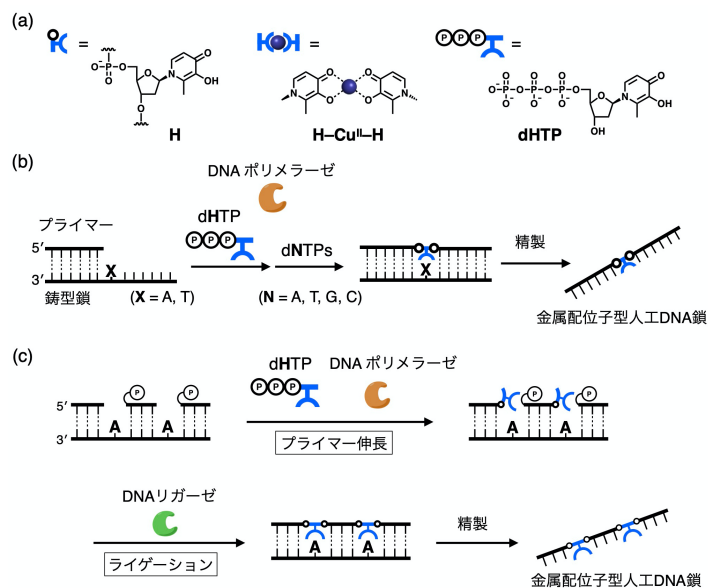 (a)
= = =
P P P
O
O P O
O⁻
O
N
O
OH
O
O
N
O
O
O
N
O
O O O
⁻O P O P O P O
O⁻ O⁻ O⁻
O
N
O
OH
OH
H
H–Cuᴵᴵ–H
dHTP
(b)
DNA ポリメラーゼ
プライマー
dHTP
P P P
dNTPs
精製
5′
3′
X
X
鋳型鎖
(X = A, T)
(N = A, T, G, C)
金属配位子型人工DNA鎖
(c)
dHTP
DNA ポリメラーゼ
P P
P P P
P P
5′
3′
A A
A A
プライマー伸長
DNAリガーゼ
精製
A A
ライゲーション
金属配位子型人工DNA鎖